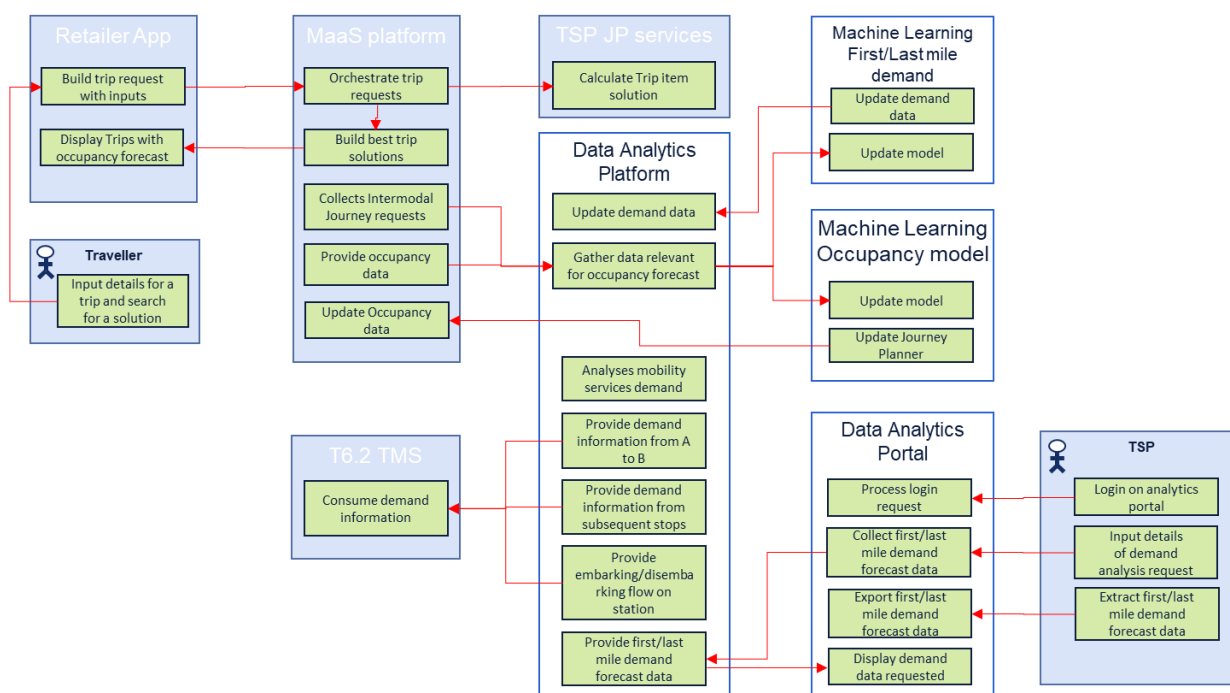 Retailer App
Build trip request
with inputs
Display Trips with
occupancy forecast
Traveller
Input details for a
trip and search
for a solution
MaaS platform
Orchestrate trip
requests
Build best trip
solutions
Collects Intermodal
Journey requests
Provide occupancy
data
Update Occupancy
data
T6.2 TMS
Consume demand
information
TSP JP services
Calculate Trip item
solution
Data Analytics
Platform
Update demand data
Gather data relevant
for occupancy forecast
Analyses mobility
services demand
Provide demand
information from A
to B
Provide demand
information from
subsequent stops
Provide
embarking/disemba
rking flow on
station
Provide first/last
mile demand
forecast data
Machine Learning
First/Last mile
demand
Update demand
data
Update model
Machine Learning
Occupancy model
Update model
Update Journey
Planner
Data Analytics
Portal
Process login
request
Collect first/last
mile demand
forecast data
Export first/last
mile demand
forecast data
Display demand
data requested
TSP
Login on analytics
portal
Input details
of demand
analysis request
Extract first/last
mile demand
forecast data